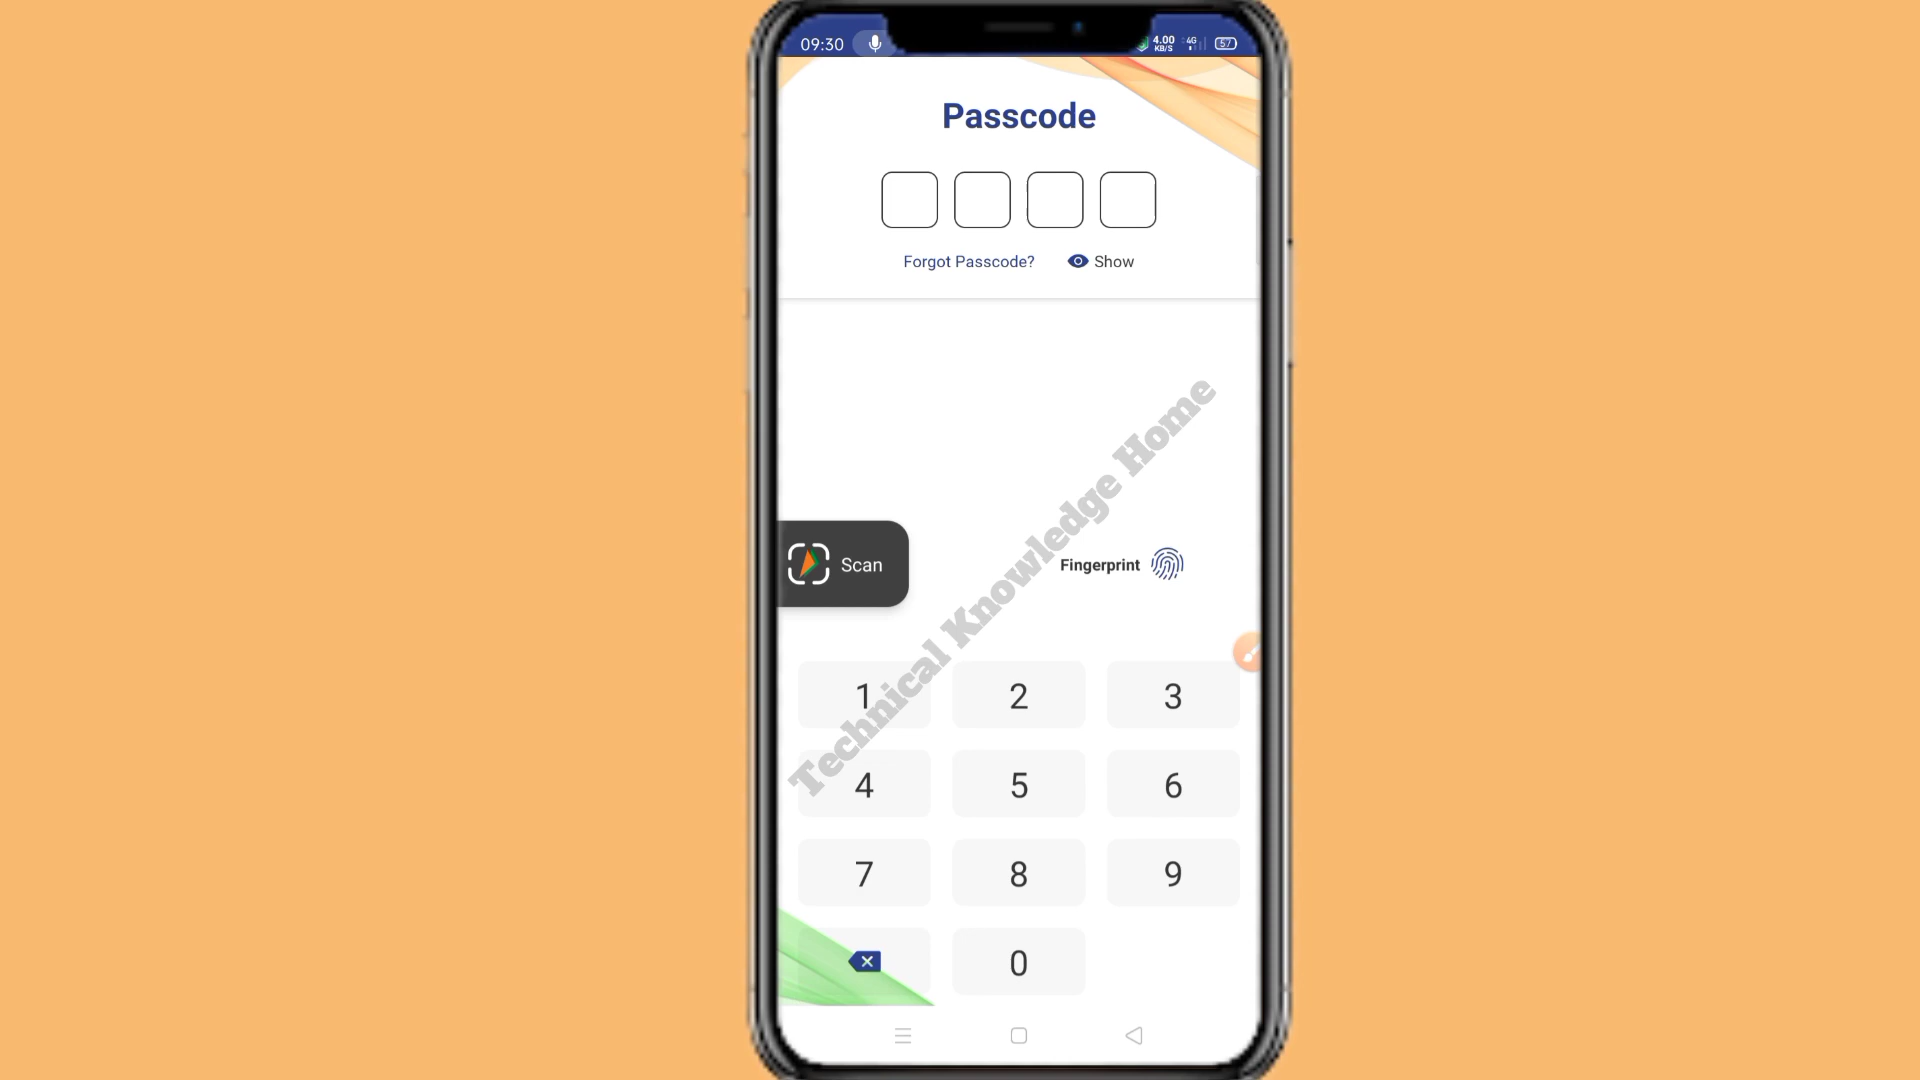 09:30
4.00
KB/S
4G
57
Passcode
Forgot Passcode?
Show
Scan
Fingerprint
Technical Knowledge Home
1 2 3
4 5 6
7 8 9
0